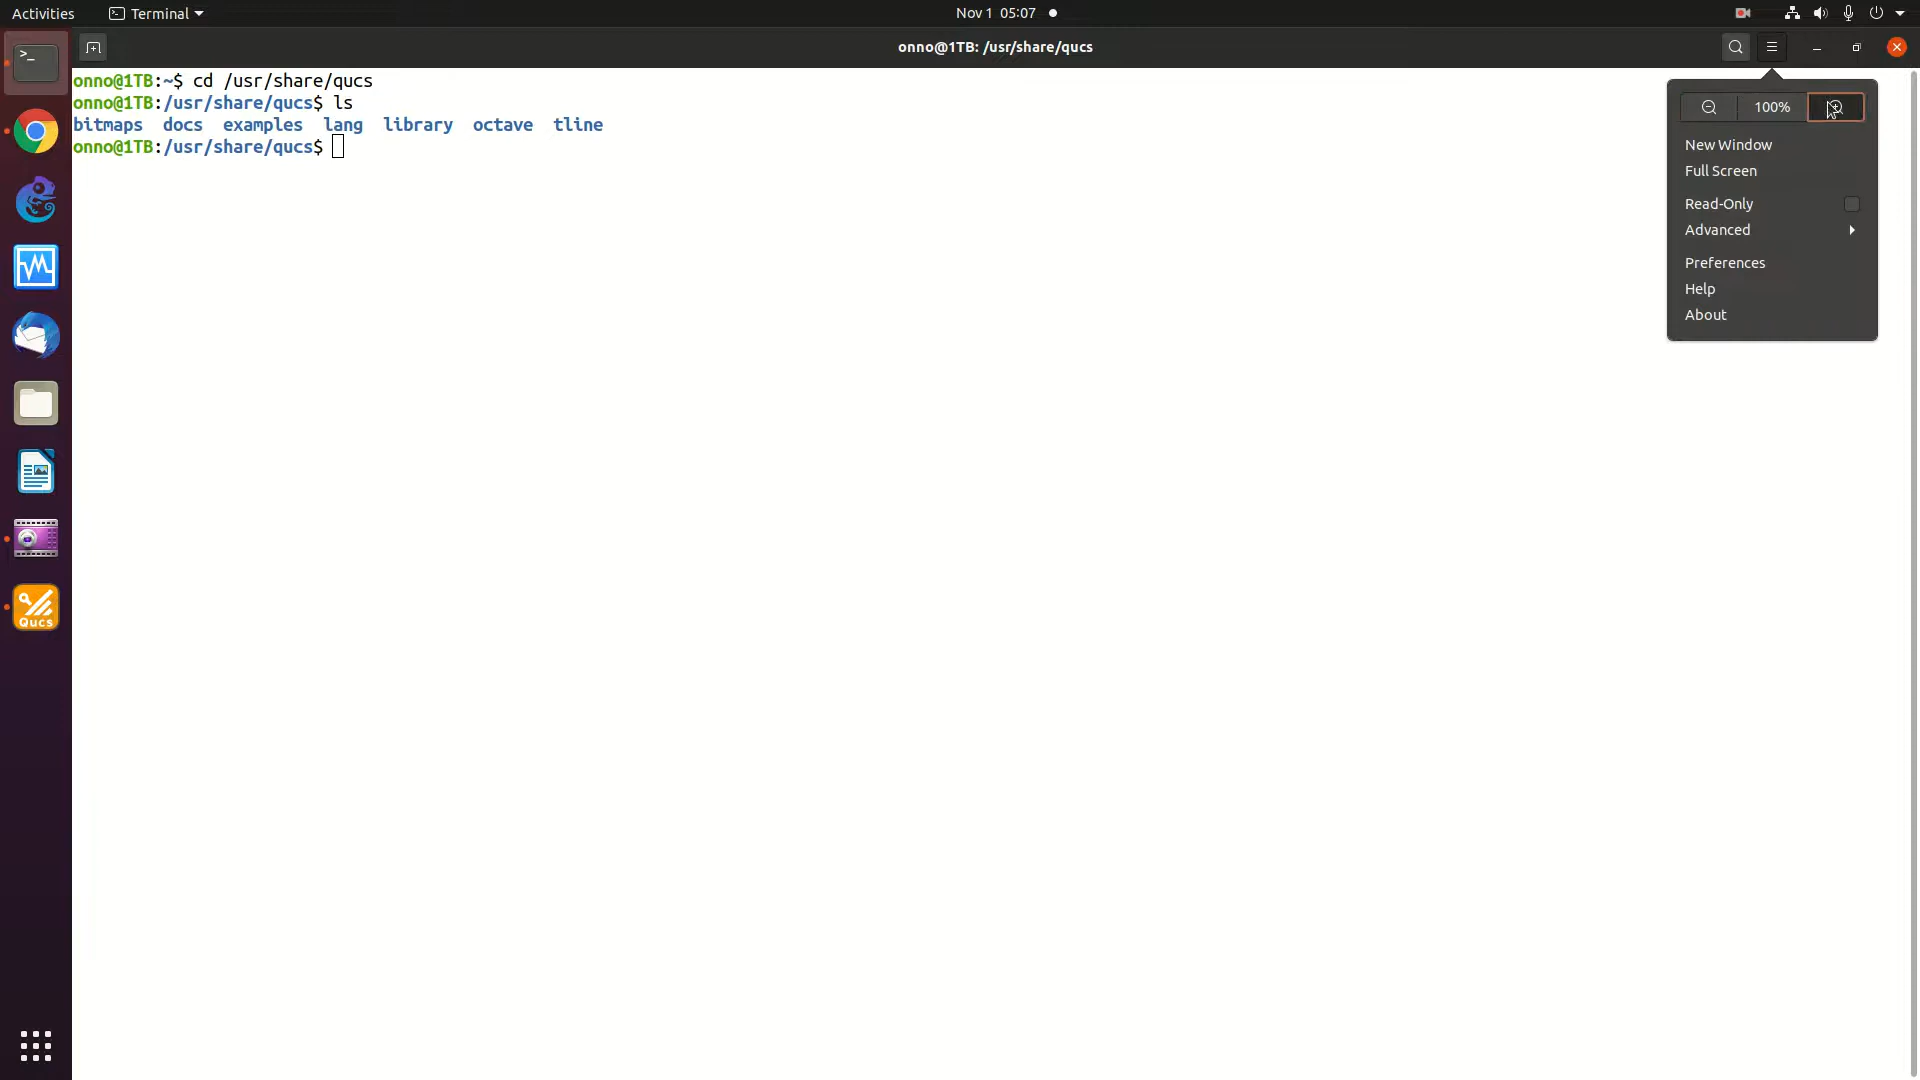 Activities
Terminal
Nov 1 05:07
onno@1TB: /usr/share/qucs
onno@1TB:~$ cd /usr/share/qucs
onno@1TB:/usr/share/qucs$ ls
bitmaps docs examples lang library octave tline
onno@1TB:/usr/share/qucs$
100%
New Window
Full Screen
Read-Only
Advanced
Preferences
Help
About
>_
Qucs